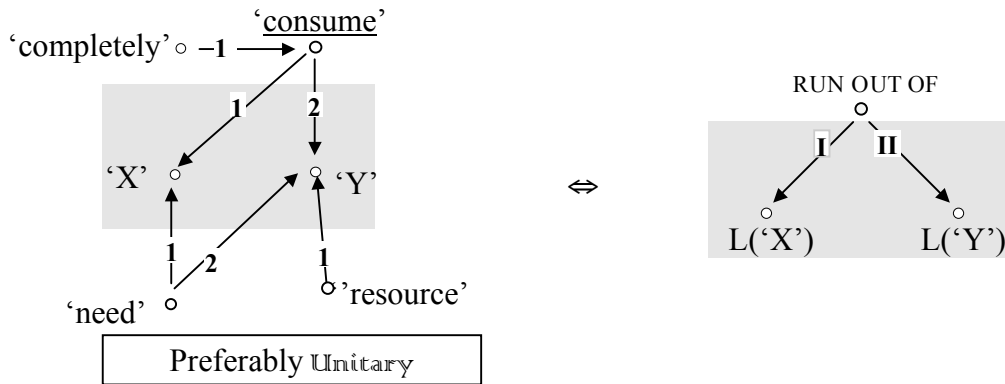 ‘consume’
‘completely’ –1
1 2
‘X’ ‘Y’
1 2 1
‘need’ ‘’resource’
Preferably Unitary
⇔
RUN OUT OF
I II
L(‘X’) L(‘Y’)